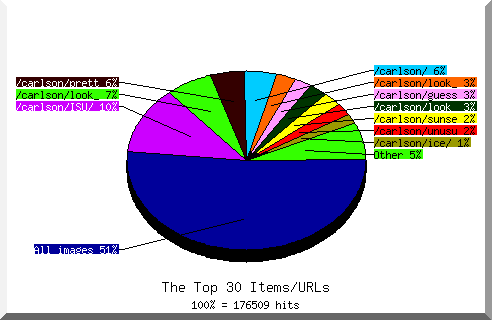 /carlson/ 6%
/carlson/prett 6%
/carlson/look_ 3%
/carlson/look_ 7%
/carlson/guess 3%
/carlson/ISU/ 10%
/carlson/look_ 3%
/carlson/sunse 2%
/carlson/unusu 2%
/carlson/ice/ 1%
Other 5%
All images 51%
The Top 30 Items/URLs
100% = 176509 hits